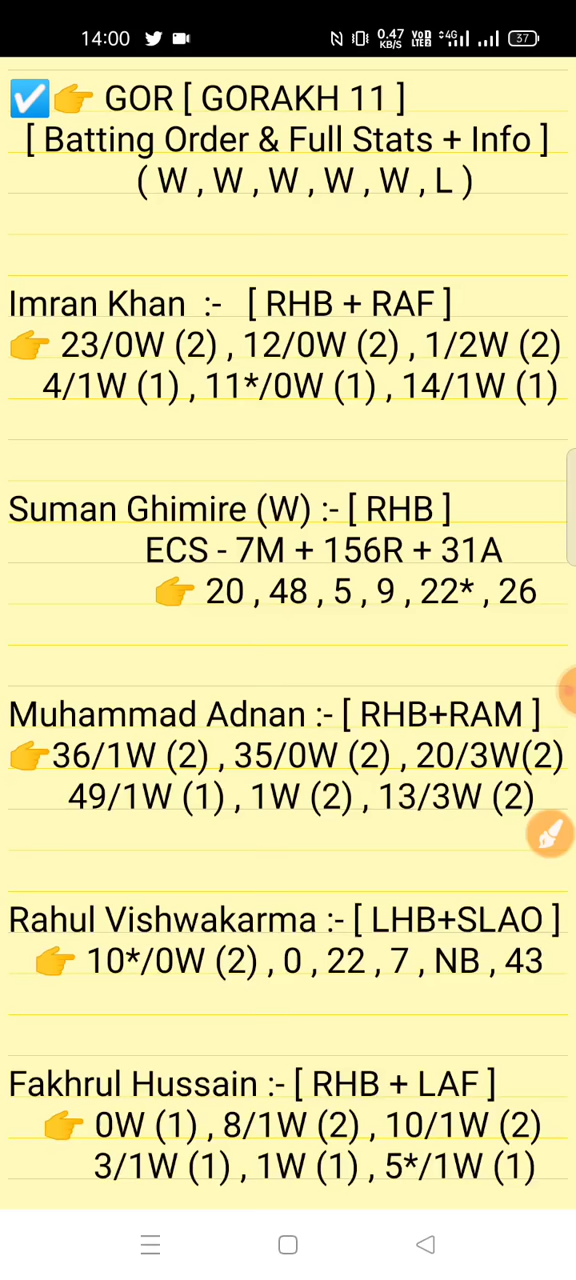 14:00 0.47 KB/S VoD LTE2 4G 37
☑👉 GOR [ GORAKH 11 ]
[ Batting Order & Full Stats + Info ]
( W , W , W , W , W , L )
Imran Khan :- [ RHB + RAF ]
👉 23/0W (2) , 12/0W (2) , 1/2W (2)
4/1W (1) , 11*/0W (1) , 14/1W (1)
Suman Ghimire (W) :- [ RHB ]
ECS - 7M + 156R + 31A
👉 20 , 48 , 5 , 9 , 22* , 26
Muhammad Adnan :- [ RHB+RAM ]
👉36/1W (2) , 35/0W (2) , 20/3W(2)
49/1W (1) , 1W (2) , 13/3W (2)
Rahul Vishwakarma :- [ LHB+SLAO ]
👉 10*/0W (2) , 0 , 22 , 7 , NB , 43
Fakhrul Hussain :- [ RHB + LAF ]
👉 0W (1) , 8/1W (2) , 10/1W (2)
3/1W (1) , 1W (1) , 5*/1W (1)